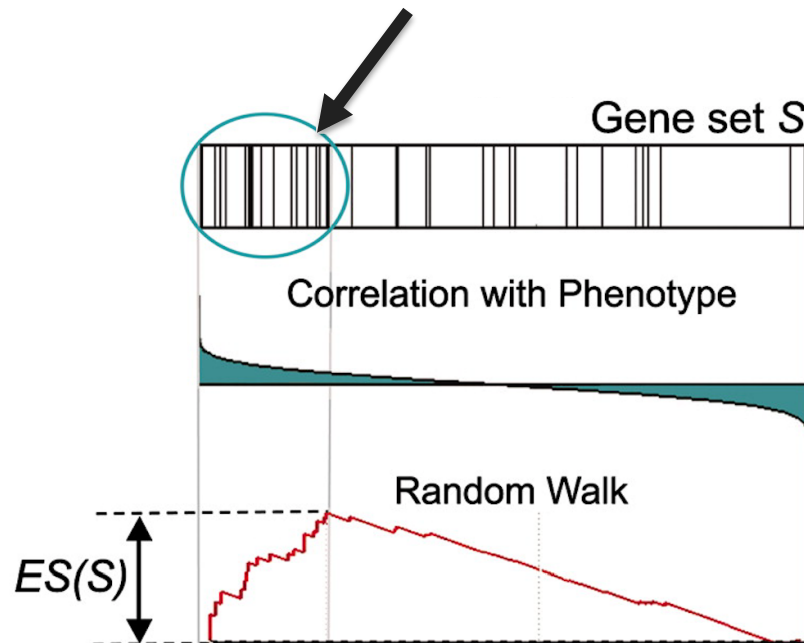 Gene set S
Correlation with Phenotype
Random Walk
ES(S)